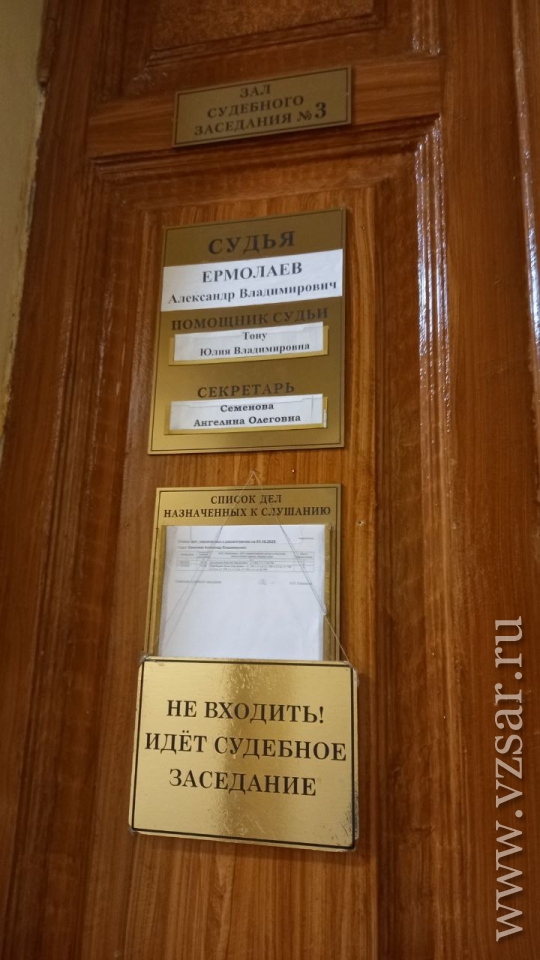 ЗАЛ
СУДЕБНОГО
ЗАСЕДАНИЯ №3
СУДЬЯ
ЕРМОЛАЕВ
Александр Владимирович
ПОМОЩНИК СУДЬИ
Тону
Юлия Владимировна
СЕКРЕТАРЬ
Семенова
Ангелина Олеговна
СПИСОК ДЕЛ
НАЗНАЧЕННЫХ К СЛУШАНИЮ
НЕ ВХОДИТЬ!
ИДЁТ СУДЕБНОЕ
ЗАСЕДАНИЕ
www.vzsar.ru